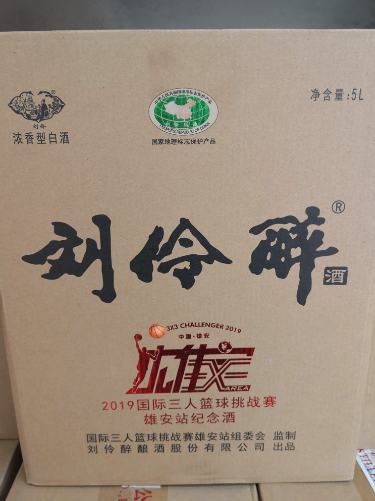 刘伶
浓香型白酒
国家地理标志保护产品
净含量:5L
刘伶醉®
酒
3X3 CHALLENGER 2019
中国·雄安
AREA
2019国际三人篮球挑战赛
雄安站纪念酒
国际三人篮球挑战赛雄安站组委会 监制
刘伶醉酿酒股份有限公司 出品